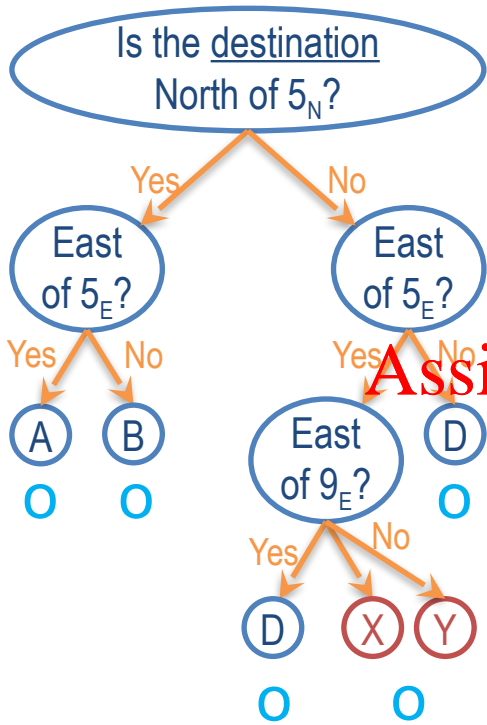 Is the destination
North of 5N?
Yes
No
East
of 5E?
East
of 5E?
Yes
No
Yes
No
Assi
A
B
East
of 9E?
D
O
O
O
Yes
No
D
X
Y
O
O